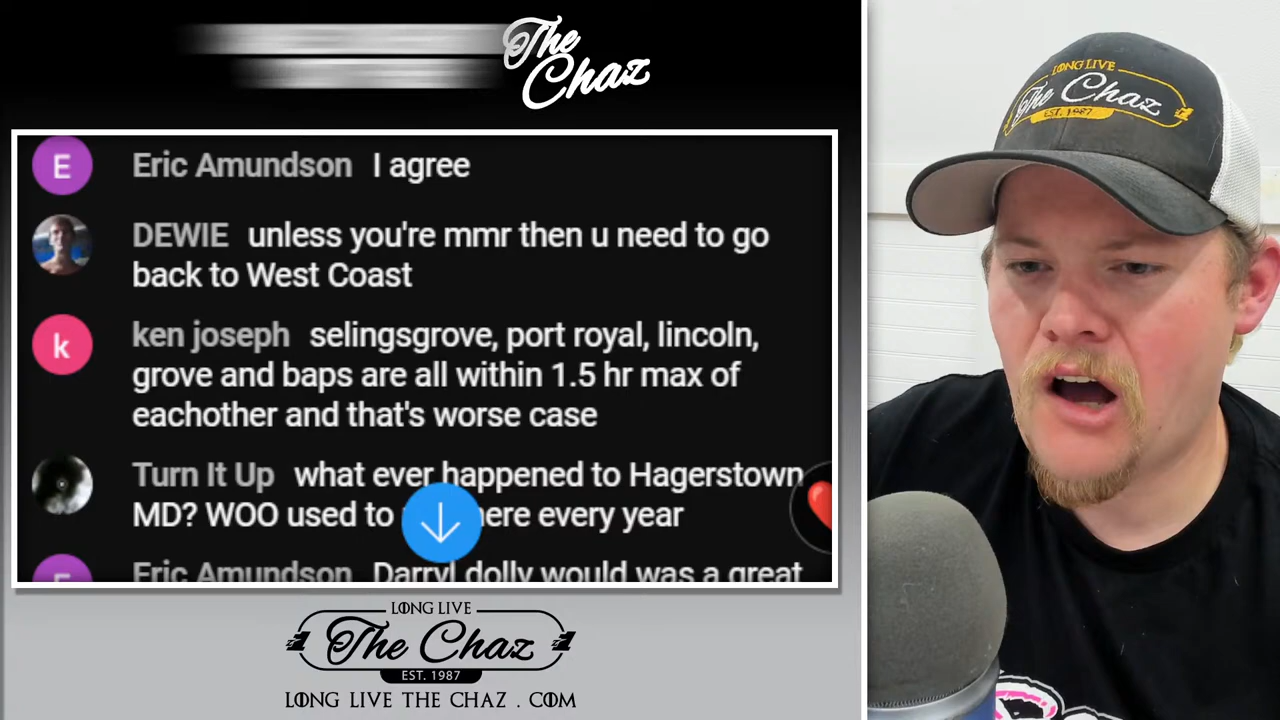 The
Chaz
E Eric Amundson I agree
DEWIE unless you're mmr then u need to go
back to West Coast
k ken joseph selingsgrove, port royal, lincoln,
grove and baps are all within 1.5 hr max of
eachother and that's worse case
Turn It Up what ever happened to Hagerstown
MD? WOO used to here every year
E Eric Amundson Darryl dolly would was a great
LONG LIVE
The Chaz
EST. 1987
LONG LIVE THE CHAZ . COM
LONG LIVE
The Chaz
EST. 1987